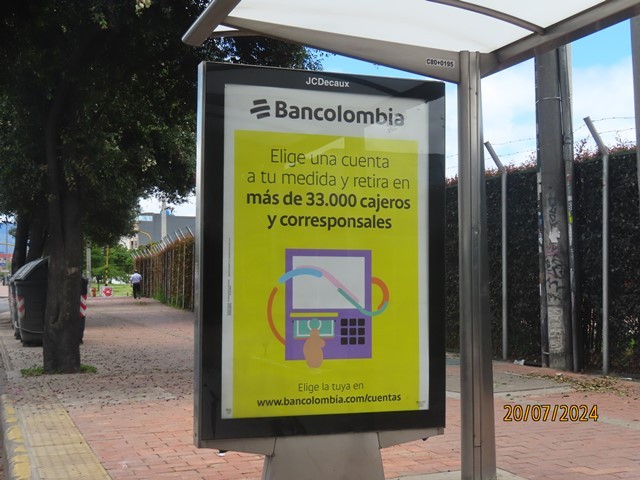 C80+0195
JCDecaux
Bancolombia
Elige una cuenta
a tu medida y retira en
más de 33.000 cajeros
y corresponsales
Elige la tuya en
www.bancolombia.com/cuentas
20/07/2024